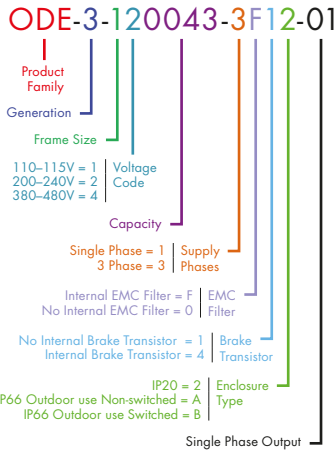 ODE-3-120043-3F12-01
Product
Family
Generation
Frame Size
110–115V = 1
200–240V = 2
380–480V = 4
Voltage
Code
Capacity
Single Phase = 1
3 Phase = 3
Supply
Phases
Internal EMC Filter = F
No Internal EMC Filter = 0
EMC
Filter
No Internal Brake Transistor = 1
Internal Brake Transistor = 4
Brake
Transistor
IP20 = 2
P66 Outdoor use Non-switched = A
IP66 Outdoor use Switched = B
Enclosure
Type
Single Phase Output